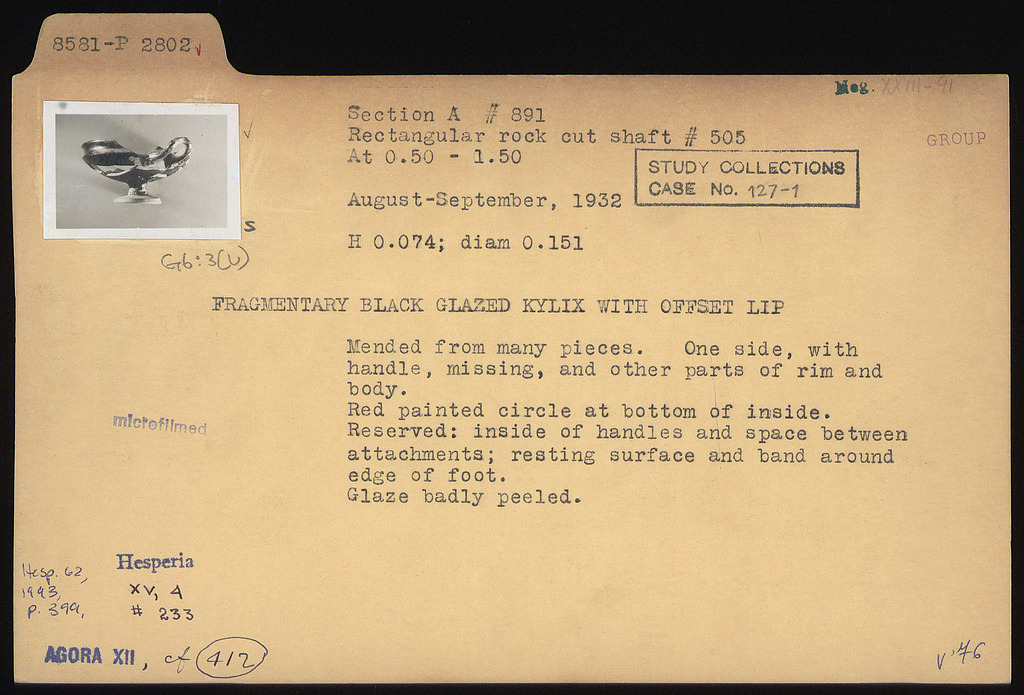 8581-P 2802 v
Meg. XXIII-91
GROUP
Section A # 891
Rectangular rock cut shaft # 505
At 0.50 - 1.50
STUDY COLLECTIONS
CASE No. 127-1
August-September, 1932
S
H 0.074; diam 0.151
G6:3(U)
FRAGMENTARY BLACK GLAZED KYLIX WITH OFFSET LIP
Mended from many pieces. One side, with
handle, missing, and other parts of rim and
body.
Red painted circle at bottom of inside.
Reserved: inside of handles and space between
attachments; resting surface and band around
edge of foot.
Glaze badly peeled.
microfilmed
Hesp. 62,
1993,
p. 399,
Hesperia
XV, 4
# 233
AGORA XII, cf 412
v '76